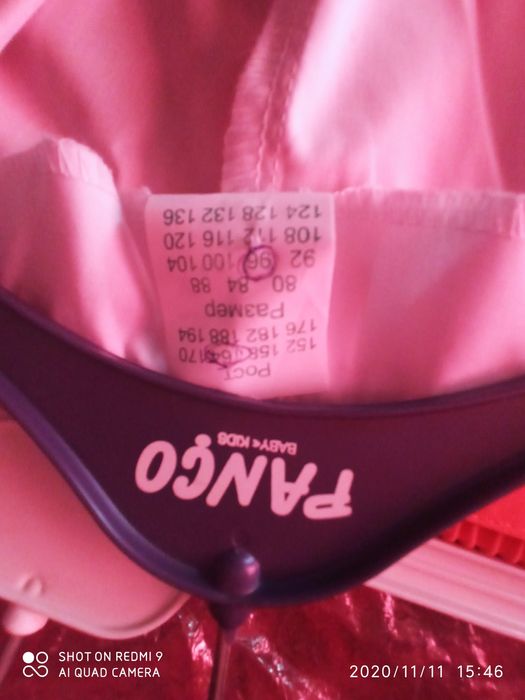 Рост
152 158 164 170
176 182 188 194
Размер
80 84 88
92 96 100 104
108 112 116 120
124 128 132 136
PANÇO
BABY & KIDS
SHOT ON REDMI 9
AI QUAD CAMERA
2020/11/11 15:46